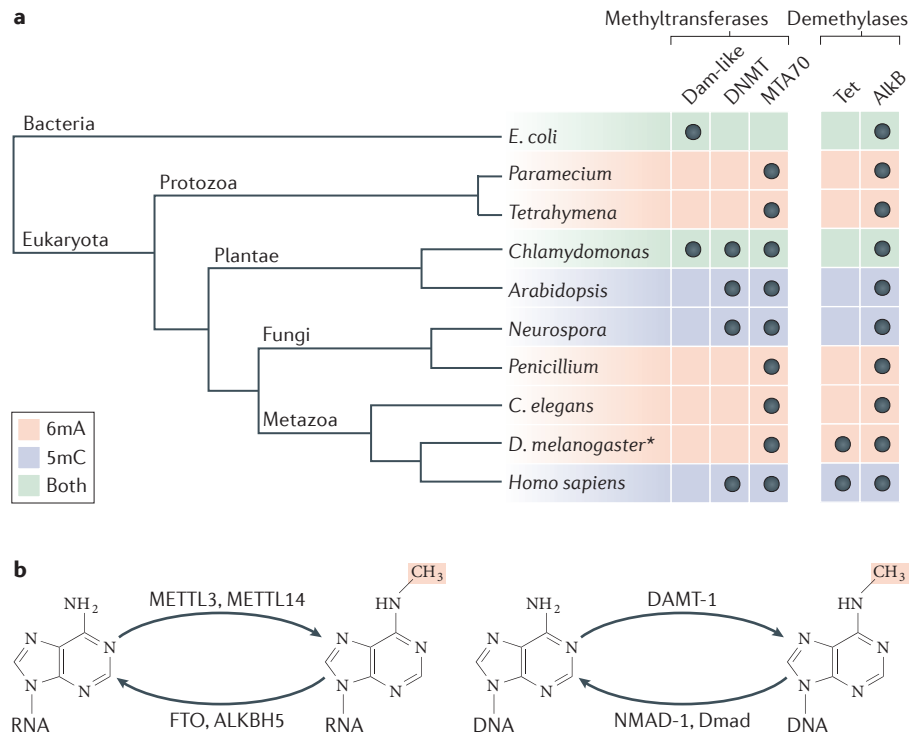 a
Methyltransferases
Demethylases
Dam-like
DNMT
MTA70
Tet
AlkB
Bacteria
E. coli
Protozoa
Paramecium
Tetrahymena
Eukaryota
Plantae
Chlamydomonas
Arabidopsis
Fungi
Neurospora
Penicillium
Metazoa
C. elegans
D. melanogaster*
Homo sapiens
6mA
5mC
Both
b
NH₂
N
N
N
N
RNA
METTL3, METTL14
FTO, ALKBH5
CH₃
HN
N
N
N
N
RNA
NH₂
N
N
N
N
DNA
DAMT-1
NMAD-1, Dmad
CH₃
HN
N
N
N
N
DNA